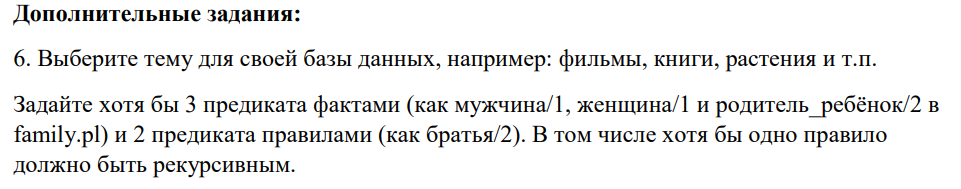 Дополнительные задания:
6. Выберите тему для своей базы данных, например: фильмы, книги, растения и т.п.
Задайте хотя бы 3 предиката фактами (как мужчина/1, женщина/1 и родитель_ребёнок/2 в
family.pl) и 2 предиката правилами (как братья/2). В том числе хотя бы одно правило
должно быть рекурсивным.